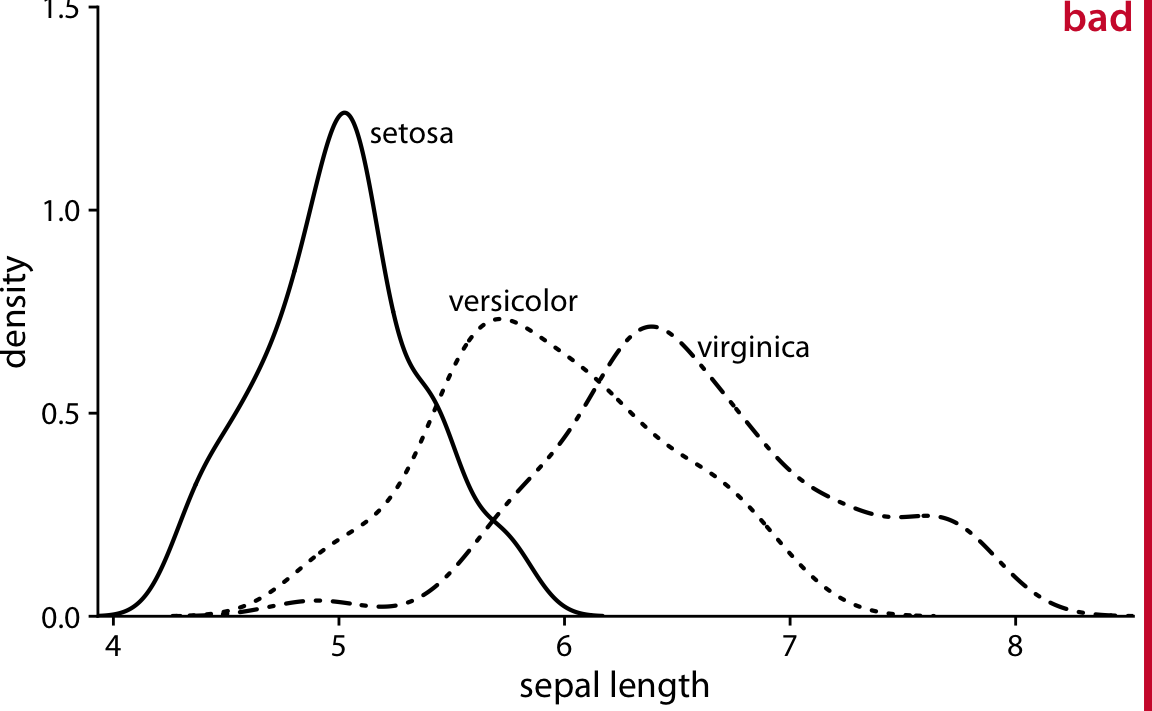 bad
1.5
setosa
1.0
versicolor
virginica
density
0.5
0.0
4 5 6 7 8
sepal length